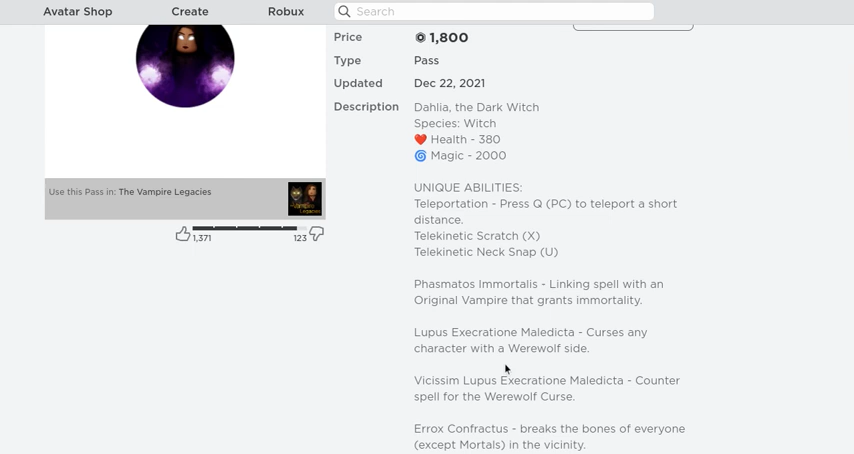 Avatar Shop Create Robux Search
Price 1,800
Type Pass
Updated Dec 22, 2021
Description Dahlia, the Dark Witch
Species: Witch
❤️ Health - 380
🌀 Magic - 2000
UNIQUE ABILITIES:
Teleportation - Press Q (PC) to teleport a short
distance.
Telekinetic Scratch (X)
Telekinetic Neck Snap (U)
Phasmatos Immortalis - Linking spell with an
Original Vampire that grants immortality.
Lupus Execratione Maledicta - Curses any
character with a Werewolf side.
Vicissim Lupus Execratione Maledicta - Counter
spell for the Werewolf Curse.
Errox Confractus - breaks the bones of everyone
(except Mortals) in the vicinity.
Use this Pass in: The Vampire Legacies
Vampire
Legacies
1,371 123